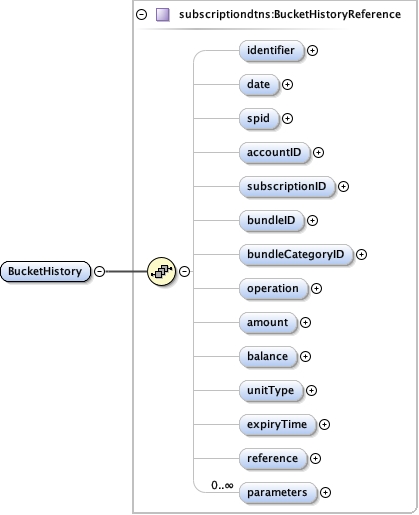 subscriptiondtns:BucketHistoryReference
identifier
date
spid
accountID
subscriptionID
bundleID
bundleCategoryID
BucketHistory
operation
amount
balance
unitType
expiryTime
reference
0..∞
parameters